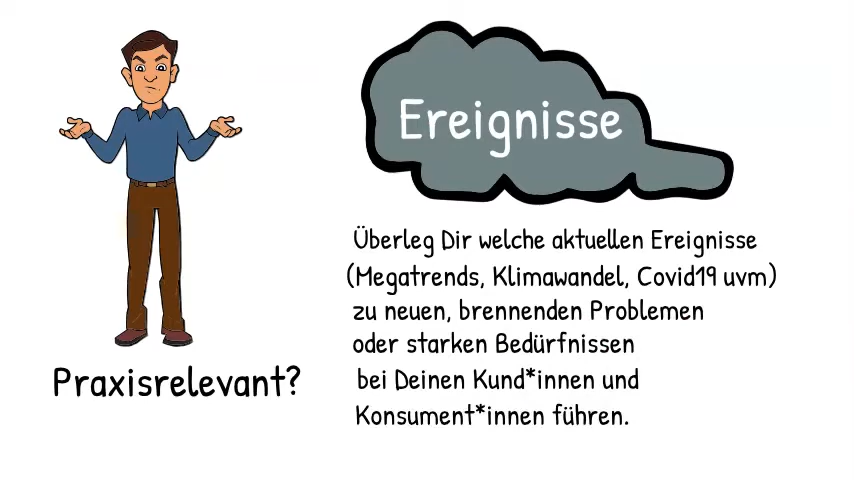 Ereignisse
Überleg Dir welche aktuellen Ereignisse
(Megatrends, Klimawandel, Covid19 uvm)
zu neuen, brennenden Problemen
oder starken Bedürfnissen
bei Deinen Kund*innen und
Konsument*innen führen.
Praxisrelevant?